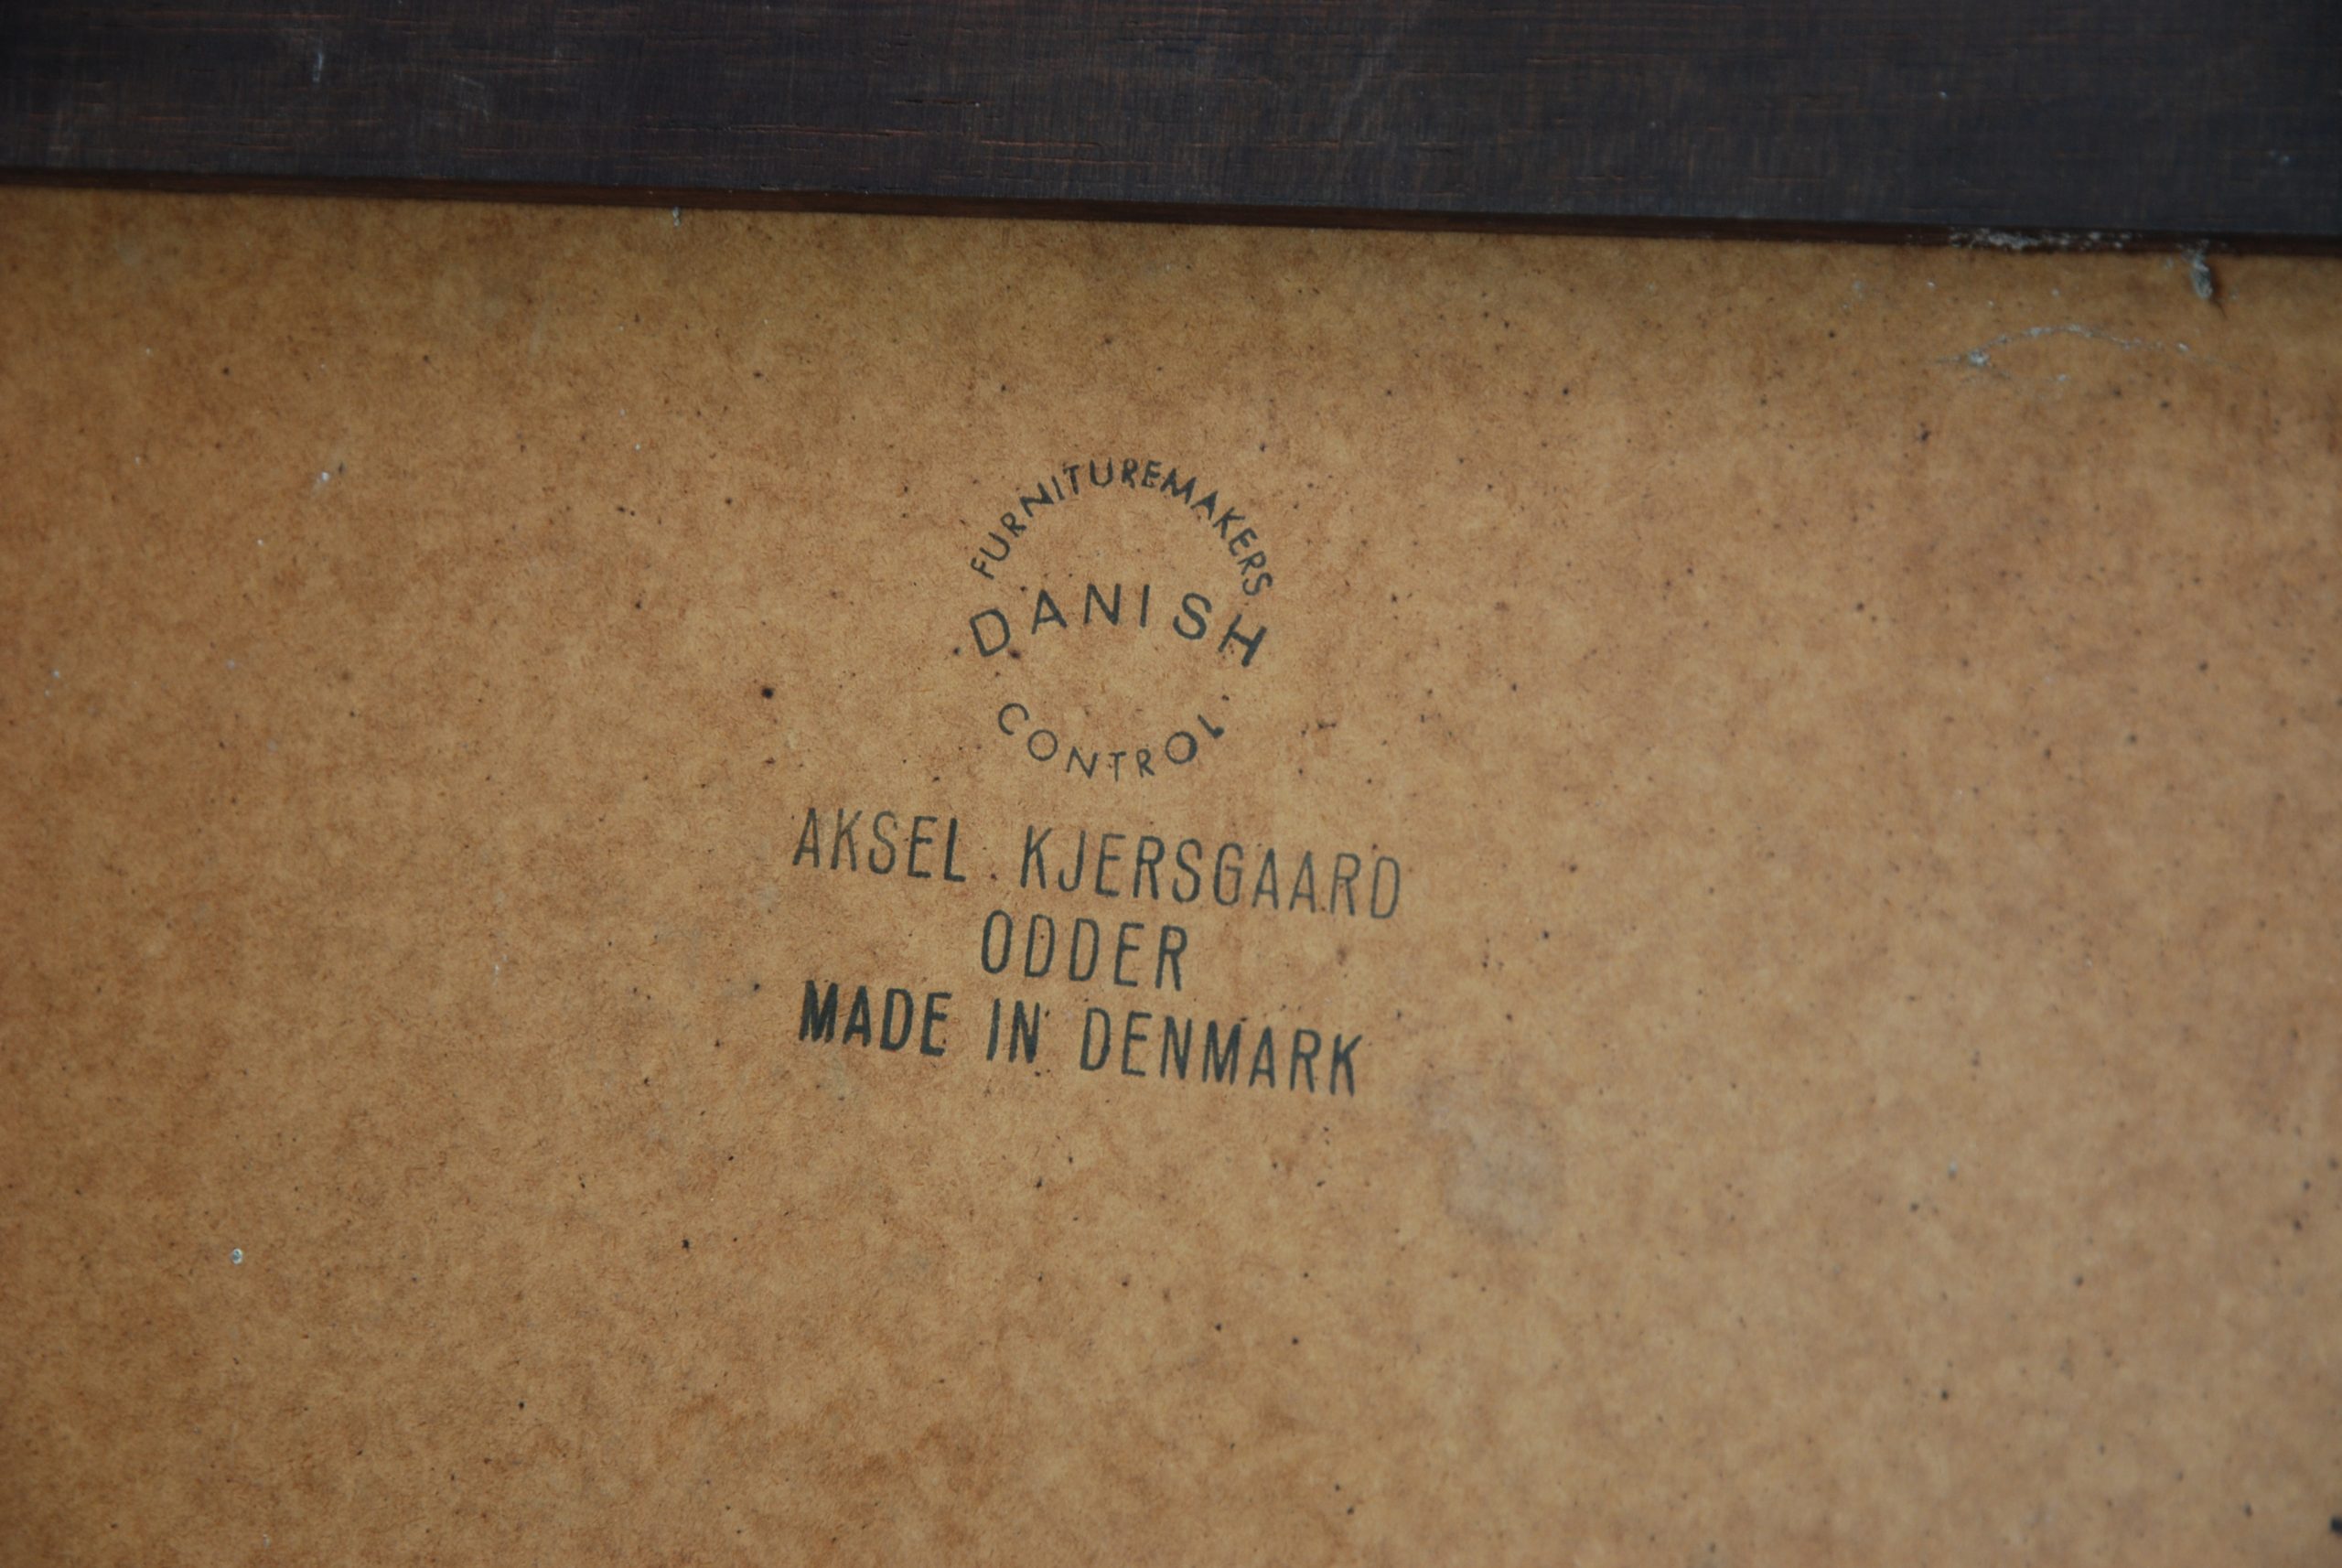 FURNITUREMAKERS
DANISH
CONTROL
AKSEL KJERSGAARD
ODDER
MADE IN DENMARK